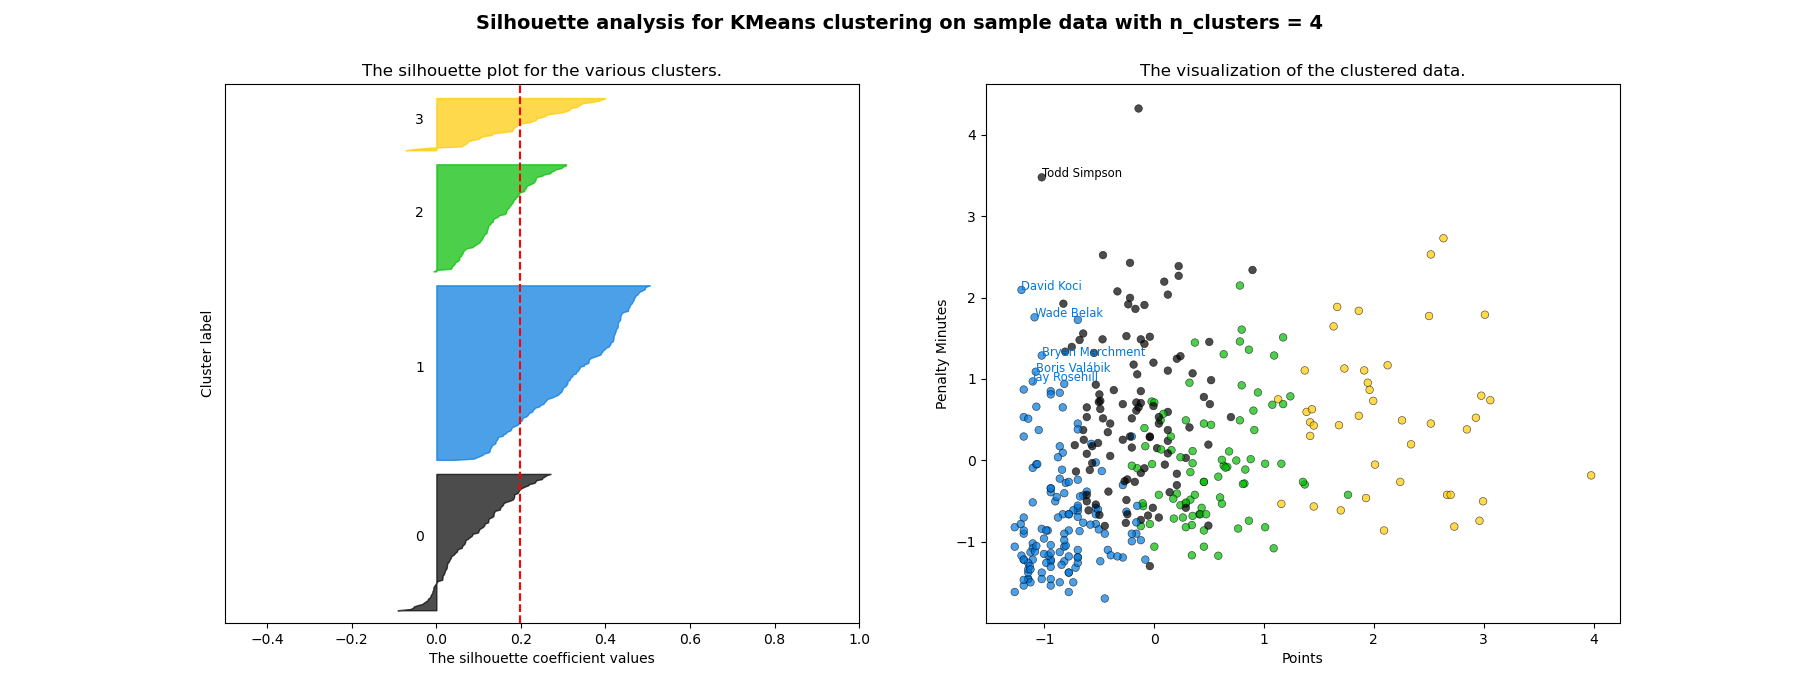 Silhouette analysis for KMeans clustering on sample data with n_clusters = 4
The silhouette plot for the various clusters.
3
2
1
0
Cluster label
−0.4 −0.2 0.0 0.2 0.4 0.6 0.8 1.0
The silhouette coefficient values
The visualization of the clustered data.
4
3
2
1
0
−1
Penalty Minutes
Todd Simpson
David Koci
Wade Belak
Bryan Marchment
Boris Valábik
Jay Rosehill
−1 0 1 2 3 4
Points